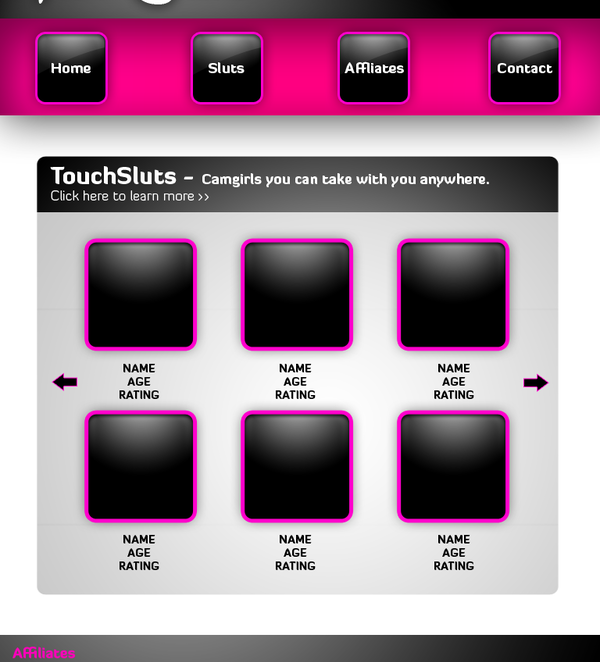 Home Sluts Affiliates Contact
TouchSluts - Camgirls you can take with you anywhere.
Click here to learn more >>
NAME NAME NAME
AGE AGE AGE
RATING RATING RATING
NAME NAME NAME
AGE AGE AGE
RATING RATING RATING
Affiliates